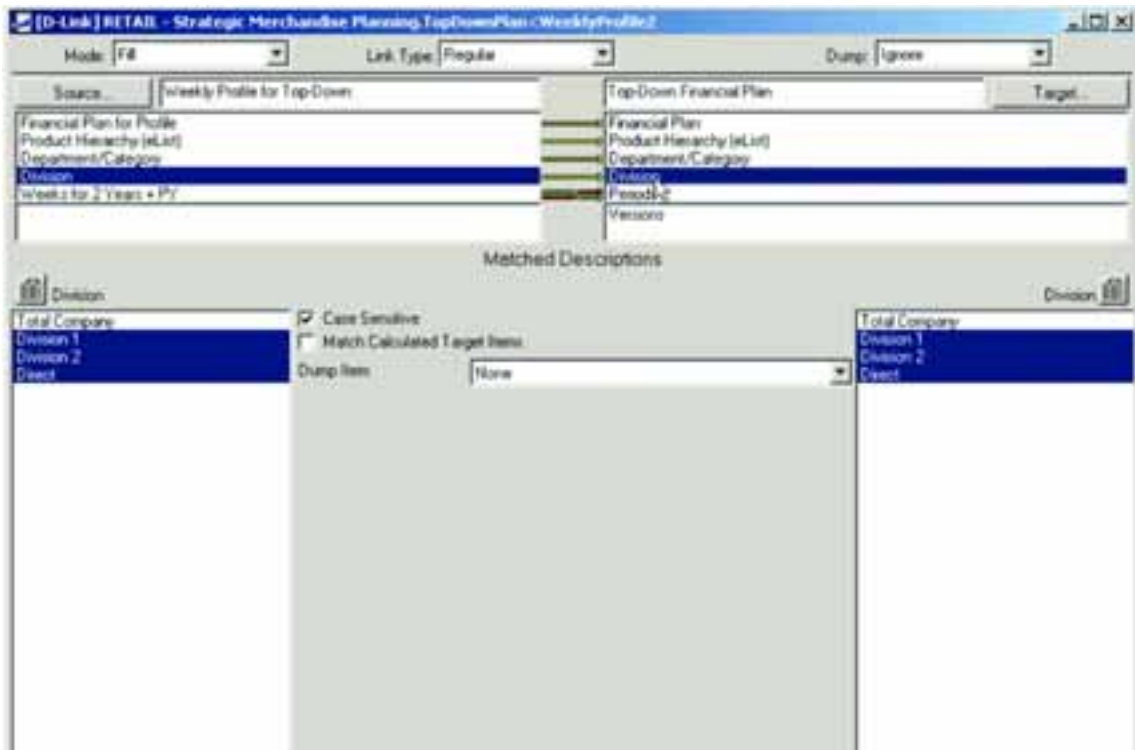 [D-Link] RETAIL - Strategic Merchandise Planning.TopDownPlan<WeeklyProfile2
Mode: Fill Link Type: Regular Dump: Ignore
Source... Weekly Profile for Top-Down Top-Down Financial Plan Target...
Financial Plan for Profile Financial Plan
Product Hierarchy (eList) Product Hierarchy (eList)
Department/Category Department/Category
Division Division
Weeks for 2 Years + PY
Versions
Matched Descriptions
Division Division
Total Company Case Sensitive Total Company
Division 1 Match Calculated Target Items Division 1
Division 2 Division 2
Direct Dump Item None Direct